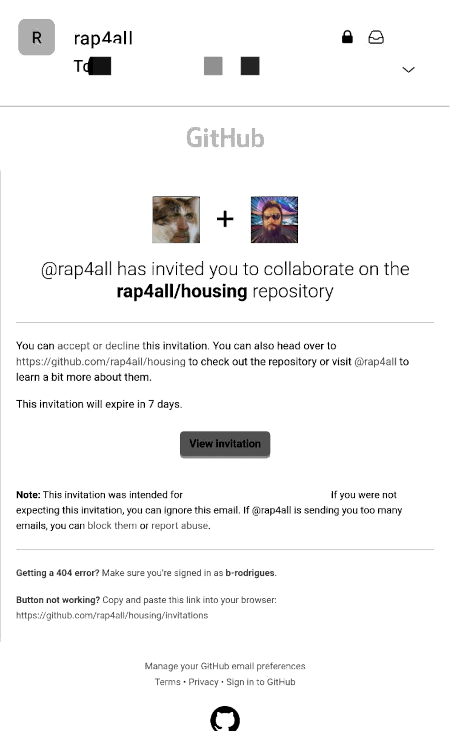 R
rap4all
To
GitHub
+
@rap4all has invited you to collaborate on the
rap4all/housing repository
You can accept or decline this invitation. You can also head over to
https://github.com/rap4all/housing to check out the repository or visit @rap4all to
learn a bit more about them.
This invitation will expire in 7 days.
View invitation
Note: This invitation was intended for If you were not
expecting this invitation, you can ignore this email. If @rap4all is sending you too many
emails, you can block them or report abuse.
Getting a 404 error? Make sure you're signed in as b-rodrigues.
Button not working? Copy and paste this link into your browser:
https://github.com/rap4all/housing/invitations
Manage your GitHub email preferences
Terms • Privacy • Sign in to GitHub